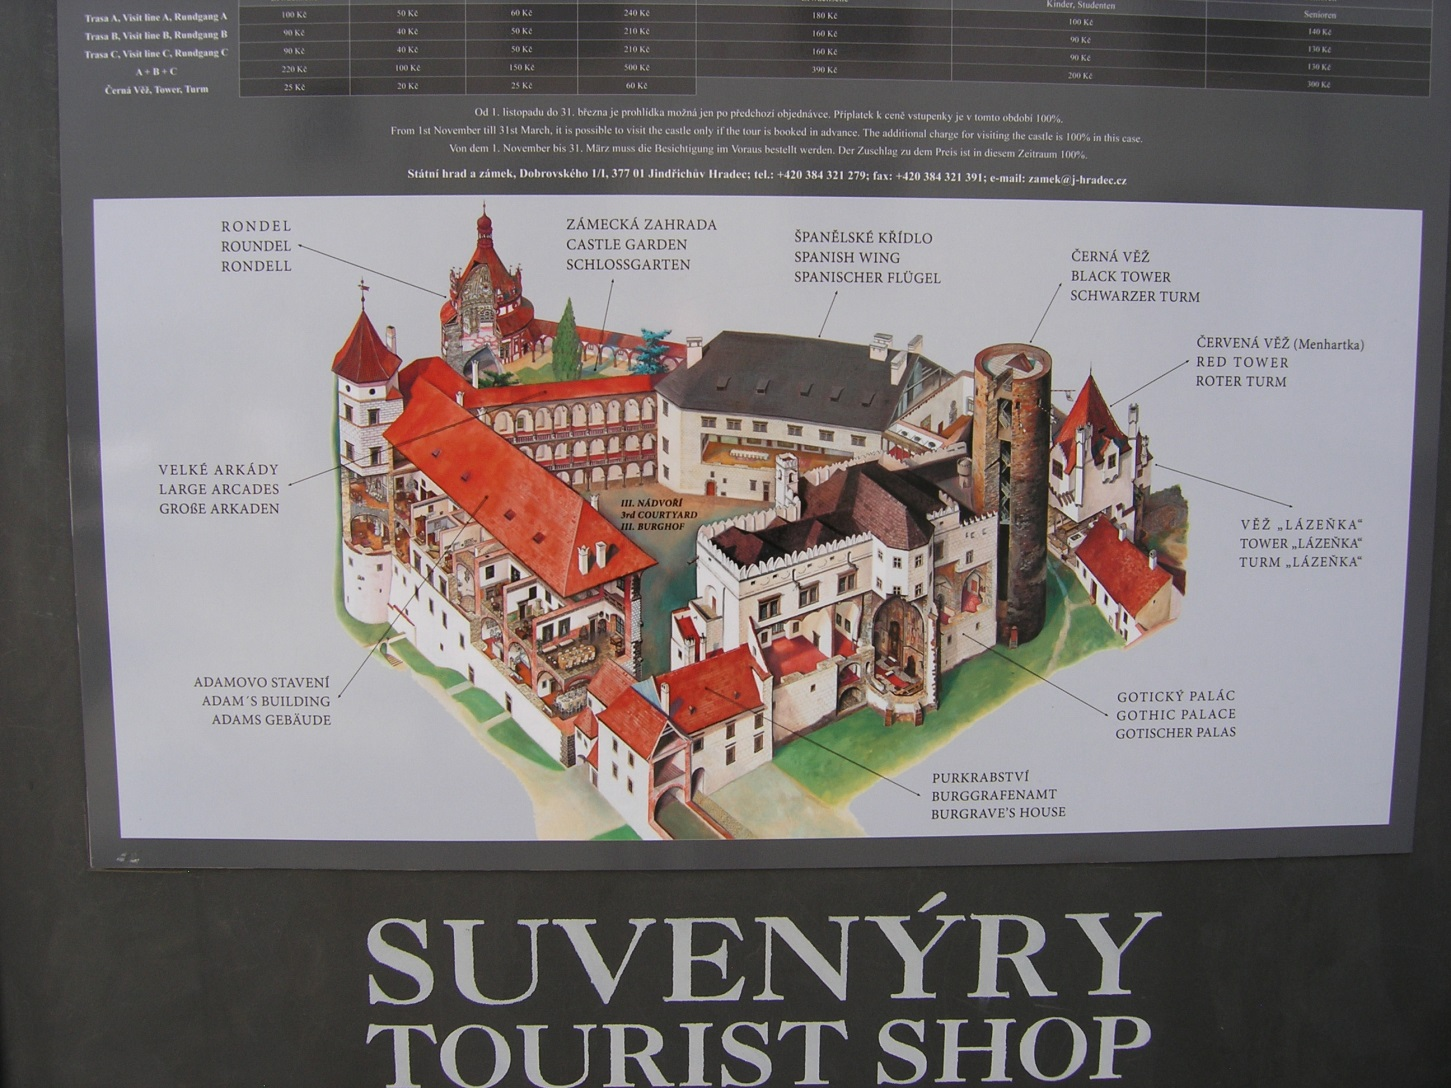 Kinder, Studenten
Senioren
Trasa A, Visit line A, Rundgang A 100 Kč 50 Kč 60 Kč 240 Kč 180 Kč 100 Kč 140 Kč
Trasa B, Visit line B, Rundgang B 90 Kč 40 Kč 50 Kč 210 Kč 160 Kč 90 Kč 130 Kč
Trasa C, Visit line C, Rundgang C 90 Kč 40 Kč 50 Kč 210 Kč 160 Kč 90 Kč 130 Kč
A + B + C 220 Kč 100 Kč 150 Kč 500 Kč 390 Kč 200 Kč 300 Kč
Černá Věž, Tower, Turm 25 Kč 20 Kč 25 Kč 60 Kč
Od 1. listopadu do 31. března je prohlídka možná jen po předchozí objednávce. Příplatek k ceně vstupenky je v tomto období 100%.
From 1st November till 31st March, it is possible to visit the castle only if the tour is booked in advance. The additional charge for visiting the castle is 100% in this case.
Von dem 1. November bis 31. März muss die Besichtigung im Voraus bestellt werden. Der Zuschlag zu dem Preis ist in diesem Zeitraum 100%.
Státní hrad a zámek, Dobrovského 1/I, 377 01 Jindřichův Hradec; tel.: +420 384 321 279; fax: +420 384 321 391; e-mail: zamek@j-hradec.cz
RONDEL
ROUNDEL
RONDELL
ZÁMECKÁ ZAHRADA
CASTLE GARDEN
SCHLOSSGARTEN
ŠPANĚLSKÉ KŘÍDLO
SPANISH WING
SPANISCHER FLÜGEL
ČERNÁ VĚŽ
BLACK TOWER
SCHWARZER TURM
ČERVENÁ VĚŽ (Menhartka)
RED TOWER
ROTER TURM
VELKÉ ARKÁDY
LARGE ARCADES
GROßE ARKADEN
III. NÁDVOŘÍ
3rd COURTYARD
III. BURGHOF
VĚŽ „LÁZEŇKA“
TOWER „LÁZEŇKA“
TURM „LÁZEŇKA“
ADAMOVO STAVENÍ
ADAM´S BUILDING
ADAMS GEBÄUDE
GOTICKÝ PALÁC
GOTHIC PALACE
GOTISCHER PALAS
PURKRABSTVÍ
BURGGRAFENAMT
BURGRAVE'S HOUSE
SUVENÝRY
TOURIST SHOP